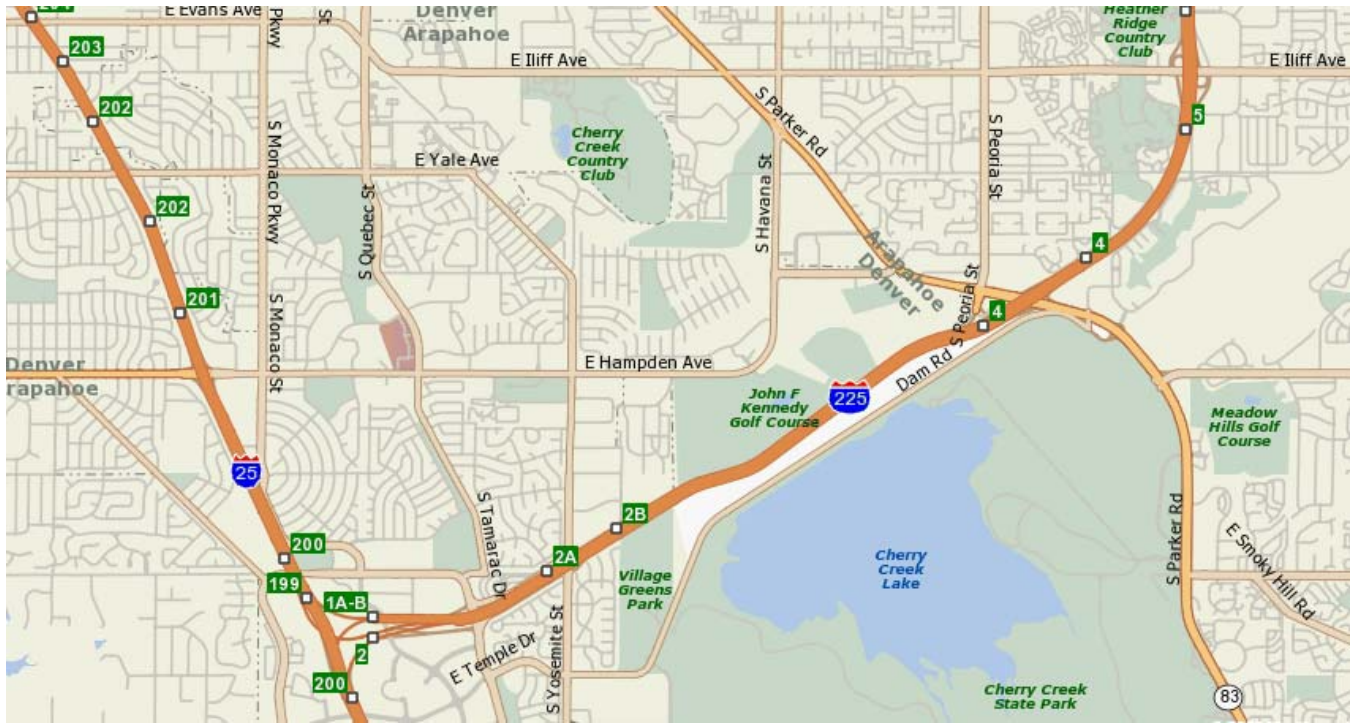 204
E Evans Ave
Pkwy
St
Denver
Arapahoe
Heather
Ridge
Country
Club
203
E Iliff Ave
E Iliff Ave
202
S Parker Rd
5
S Monaco Pkwy
Cherry
Creek
Country
Club
S Peoria St
E Yale Ave
S Havana St
S Quebec St
202
Arapahoe
Denver
4
201
S Monaco St
S Peoria St
4
Denver
rapahoe
E Hampden Ave
Dam Rd
John F
Kennedy
Golf Course
225
Meadow
Hills Golf
Course
25
S Tamarac Dr
2B
S Parker Rd
E Smoky Hill Rd
200
2A
Cherry
Creek
Lake
199
1A-B
Village
Greens
Park
2
E Temple Dr
S Yosemite St
200
Cherry Creek
State Park
83